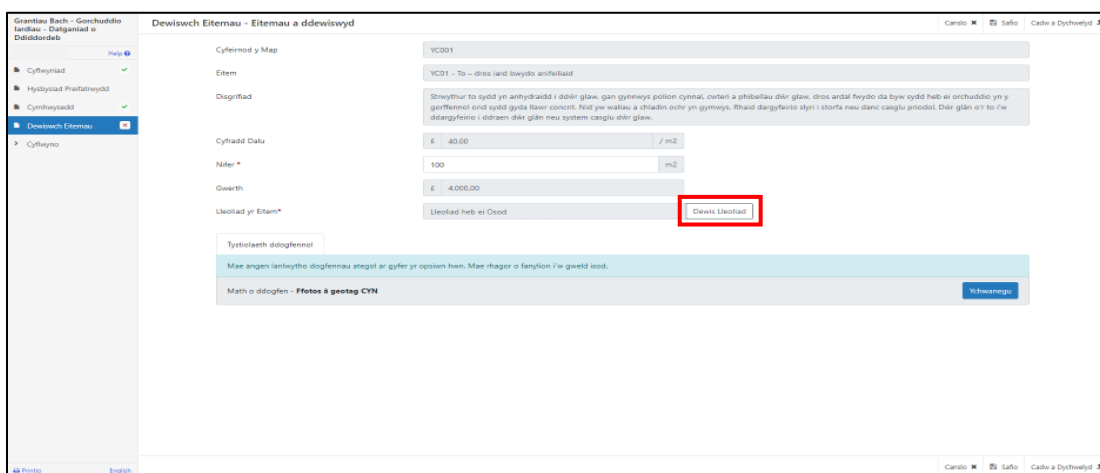 Grantiau Bach - Gorchuddio
Iardiau - Datganiad o
Ddiddordeb
Help
Cyflwyniad
Hysbysiad Preifatrwydd
Cymhwysedd
Dewiswch Eitemau
Cyflwyno
Printio
English
Dewiswch Eitemau - Eitemau a ddewiswyd
Canslo
Safio
Cadw a Dychwelyd
Cyfeirnod y Map
YC001
Eitem
YC01 - To – dros iard bwydo anifeiliaid
Disgrifiad
Strwythur to sydd yn anhydraidd i ddŵr glaw, gan gynnwys polion cynnal, cwteri a phibellau dŵr glaw, dros ardal fwydo da byw sydd heb ei orchuddio yn y
gorffennol ond sydd gyda llawr concrit. Nid yw waliau a chladin ochr yn gymwys. Rhaid dargyfeirio slyri i storfa neu danc casglu priodol. Dŵr glân o'r to i'w
ddargyfeirio i ddraen dŵr glân neu system casglu dŵr glaw.
Cyfradd Dalu
£ 40.00 / m2
Nifer *
100 m2
Gwerth
£ 4,000.00
Lleoliad yr Eitem*
Lleoliad heb ei Osod
Dewis Lleoliad
Tystiolaeth ddogfennol
Mae angen lanlwytho dogfennau ategol ar gyfer yr opsiwn hwn. Mae rhagor o fanylion i'w gweld isod.
Math o ddogfen - Ffotos â geotag CYN
Ychwanegu
Canslo
Safio
Cadw a Dychwelyd